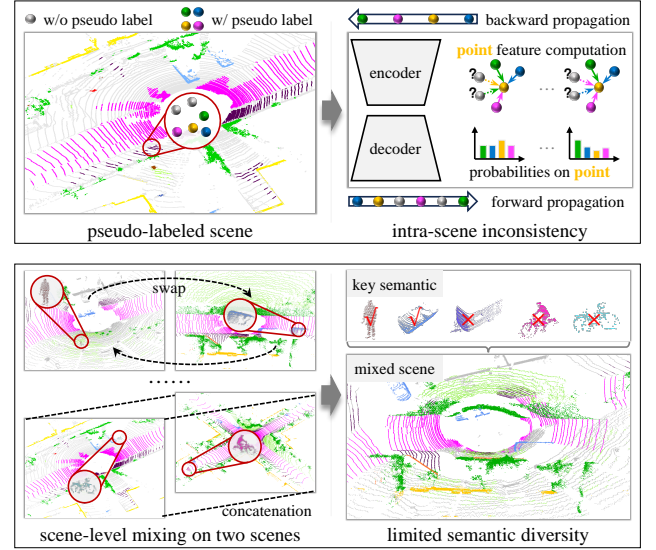 w/o pseudo label
w/ pseudo label
pseudo-labeled scene
backward propagation
encoder
decoder
point feature computation
?
?
...
?
?
...
probabilities on point
forward propagation
intra-scene inconsistency
swap
......
concatenation
scene-level mixing on two scenes
key semantic
mixed scene
limited semantic diversity